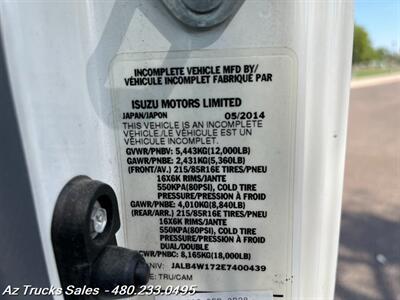 INCOMPLETE VEHICLE MFD BY/
VÉHICULE INCOMPLET FABRIQUÉ PAR
ISUZU MOTORS LIMITED
JAPAN/JAPON 05/2014
THIS VEHICLE IS AN INCOMPLETE
VEHICLE./LE VÉHICULE EST UN
VÉHICULE INCOMPLET.
GVWR/PNBV: 5,443KG(12,000LB)
GAWR/PNBE: 2,431KG(5,360LB)
(FRONT/AV.) 215/85R16E TIRES/PNEU
16X6K RIMS/JANTE
550KPA(80PSI), COLD TIRE
PRESSURE/PRESSION À FROID
GAWR/PNBE: 4,010KG(8,840LB)
(REAR/ARR.) 215/85R16E TIRES/PNEU
16X6K RIMS/JANTE
550KPA(80PSI), COLD TIRE
PRESSURE/PRESSION À FROID
DUAL/DOUBLE
GCWR/PNBC: 8,165KG(18,000LB)
NIV: JALB4W172E7400439
TRU/CAM
Az Trucks Sales - 480.233.0495